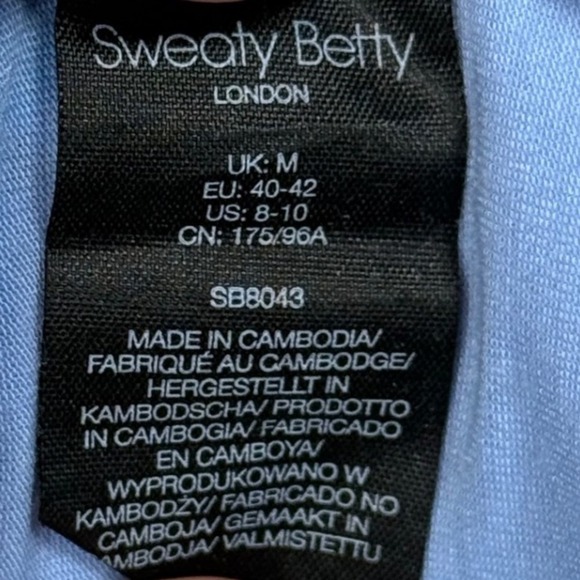 Sweaty Betty
LONDON
UK: M
EU: 40-42
US: 8-10
CN: 175/96A
SB8043
MADE IN CAMBODIA/
FABRIQUÉ AU CAMBODGE/
HERGESTELLT IN
KAMBODSCHA/ PRODOTTO
IN CAMBOGIA/ FABRICADO
EN CAMBOYA/
WYPRODUKOWANO W
KAMBODŻY/ FABRICADO NO
CAMBOJA/ GEMAAKT IN
AMBODJA/ VALMISTETTU